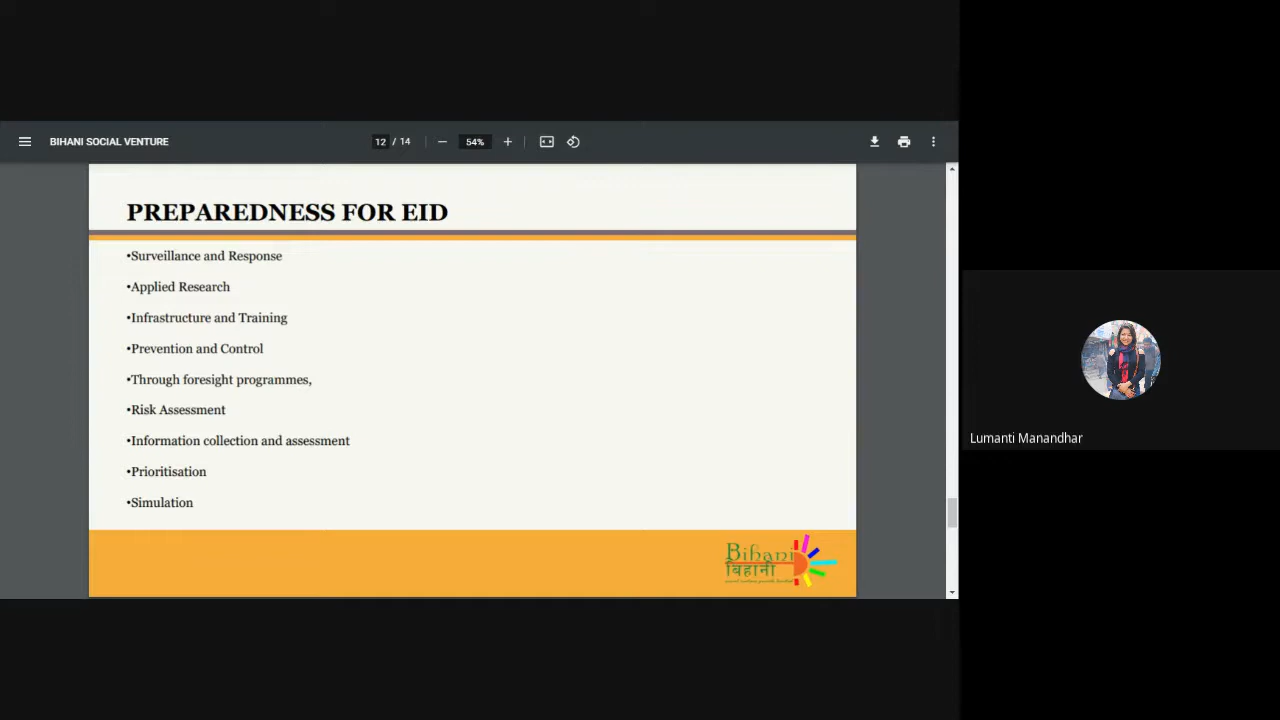 BIHANI SOCIAL VENTURE
12 / 14
54%
PREPAREDNESS FOR EID
•Surveillance and Response
•Applied Research
•Infrastructure and Training
•Prevention and Control
•Through foresight programmes,
•Risk Assessment
•Information collection and assessment
•Prioritisation
•Simulation
Bihani
बिहानी
Lumanti Manandhar